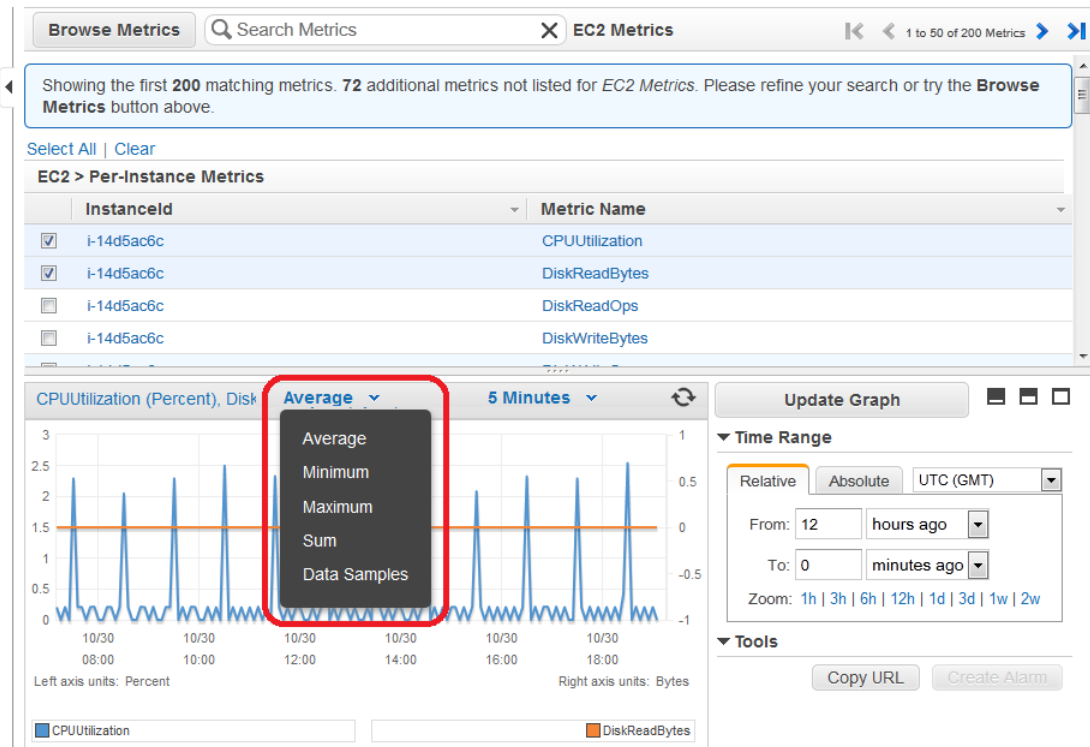 Browse Metrics Search Metrics EC2 Metrics 1 to 50 of 200 Metrics
Showing the first 200 matching metrics. 72 additional metrics not listed for EC2 Metrics. Please refine your search or try the Browse
Metrics button above.
Select All | Clear
EC2 > Per-Instance Metrics
InstanceId Metric Name
i-14d5ac6c CPUUtilization
i-14d5ac6c DiskReadBytes
i-14d5ac6c DiskReadOps
i-14d5ac6c DiskWriteBytes
CPUUtilization (Percent), Disk Average 5 Minutes
Average
Minimum
Maximum
Sum
Data Samples
3
2.5
2
1.5
1
0.5
0
1
0.5
0
-0.5
-1
10/30 10/30 10/30 10/30 10/30 10/30
08:00 10:00 12:00 14:00 16:00 18:00
Left axis units: Percent Right axis units: Bytes
CPUUtilization DiskReadBytes
Update Graph
Time Range
Relative Absolute UTC (GMT)
From: 12 hours ago
To: 0 minutes ago
Zoom: 1h | 3h | 6h | 12h | 1d | 3d | 1w | 2w
Tools
Copy URL Create Alarm